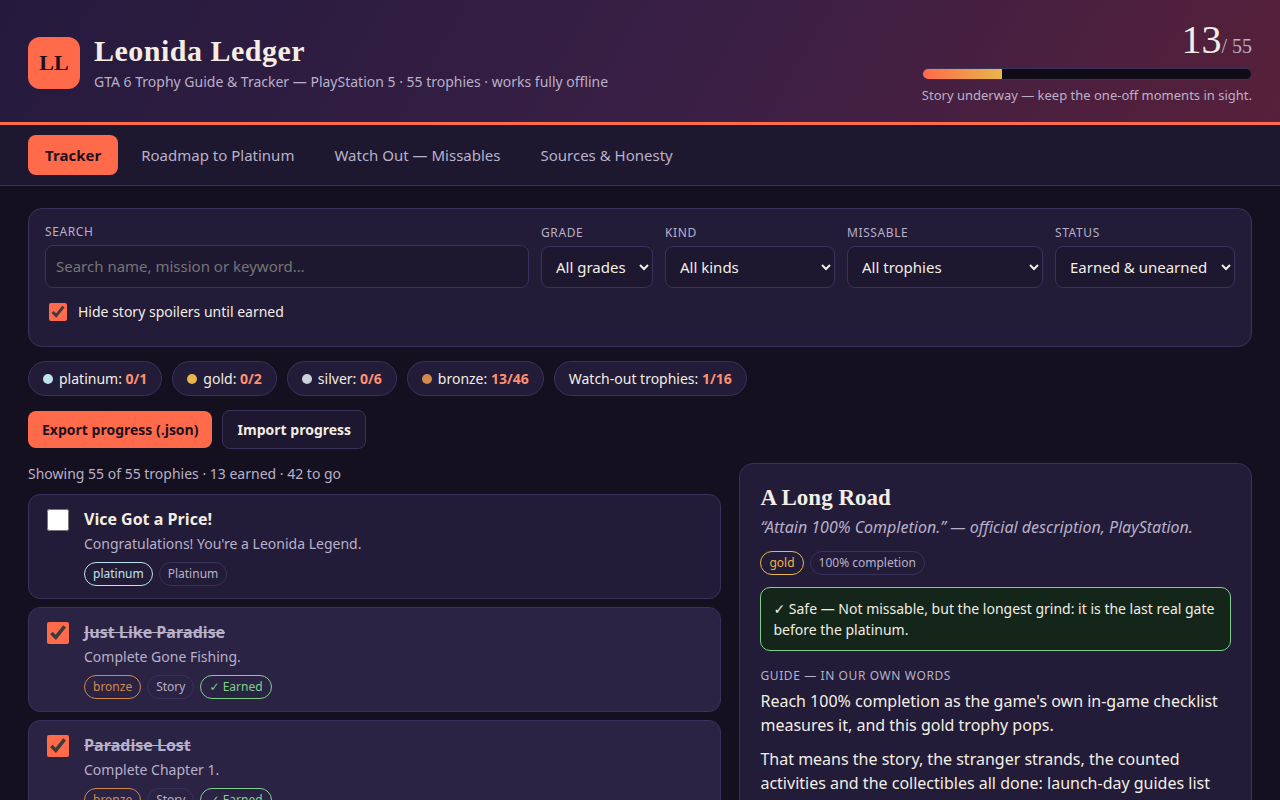 LL
Leonida Ledger
GTA 6 Trophy Guide & Tracker — PlayStation 5 · 55 trophies · works fully offline
13 / 55
Story underway — keep the one-off moments in sight.
Tracker
Roadmap to Platinum
Watch Out — Missables
Sources & Honesty
SEARCH
GRADE
KIND
MISSABLE
STATUS
Search name, mission or keyword...
All grades
All kinds
All trophies
Earned & unearned
Hide story spoilers until earned
platinum: 0/1
gold: 0/2
silver: 0/6
bronze: 13/46
Watch-out trophies: 1/16
Export progress (.json)
Import progress
Showing 55 of 55 trophies · 13 earned · 42 to go
Vice Got a Price!
Congratulations! You're a Leonida Legend.
platinum
Platinum
Just Like Paradise
Complete Gone Fishing.
bronze
Story
✓ Earned
Paradise Lost
Complete Chapter 1.
bronze
Story
✓ Earned
A Long Road
“Attain 100% Completion.” — official description, PlayStation.
gold
100% completion
✓ Safe — Not missable, but the longest grind: it is the last real gate
before the platinum.
GUIDE — IN OUR OWN WORDS
Reach 100% completion as the game's own in-game checklist
measures it, and this gold trophy pops.
That means the story, the stranger strands, the counted
activities and the collectibles all done: launch-day guides list